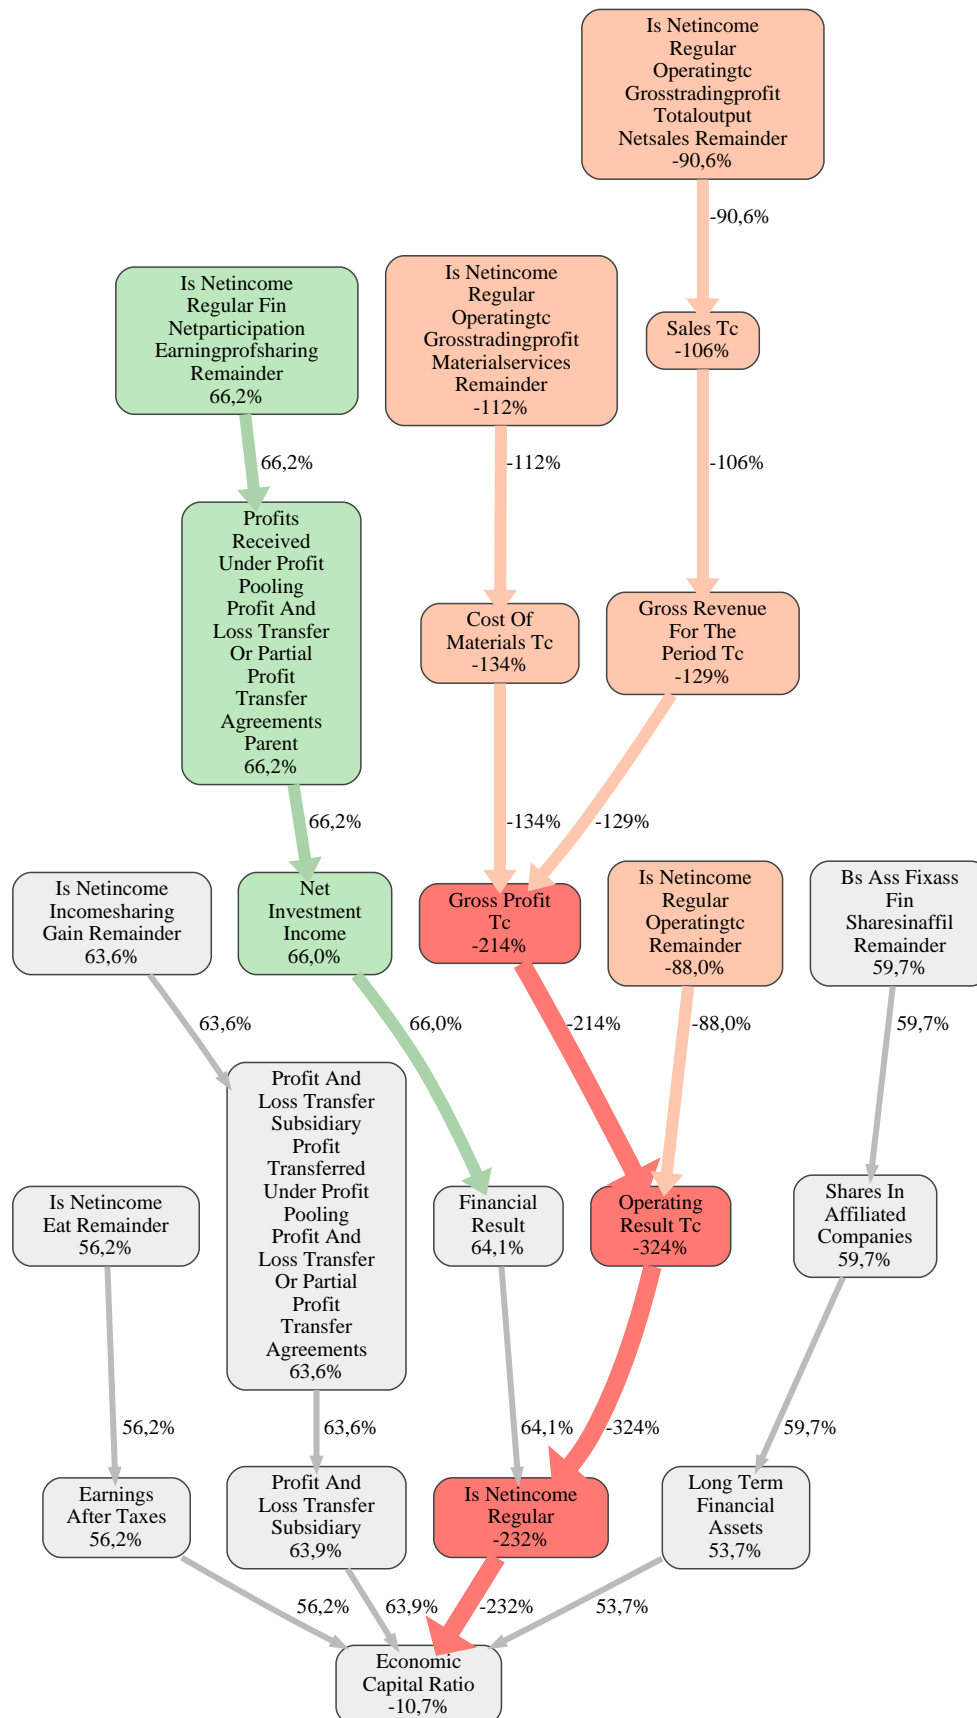 Is Netincome
Regular
Operatingtc
Grosstradingprofit
Totaloutput
Netsales Remainder
-90,6%
-90,6%
Is Netincome
Regular Fin
Netparticipation
Earningprofsharing
Remainder
66,2%
Is Netincome
Regular
Operatingtc
Grosstradingprofit
Materialservices
Remainder
-112%
Sales Tc
-106%
66,2%
-112%
-106%
Profits
Received
Under Profit
Pooling
Profit And
Loss Transfer
Or Partial
Profit
Transfer
Agreements
Parent
66,2%
Cost Of
Materials Tc
-134%
Gross Revenue
For The
Period Tc
-129%
66,2%
-134%
-129%
Is Netincome
Incomesharing
Gain Remainder
63,6%
Net
Investment
Income
66,0%
Gross Profit
Tc
-214%
Is Netincome
Regular
Operatingtc
Remainder
-88,0%
Bs Ass Fixass
Fin
Sharesinaffil
Remainder
59,7%
63,6%
66,0%
-214%
-88,0%
59,7%
Is Netincome
Eat Remainder
56,2%
Profit And
Loss Transfer
Subsidiary
Profit
Transferred
Under Profit
Pooling
Profit And
Loss Transfer
Or Partial
Profit
Transfer
Agreements
63,6%
Financial
Result
64,1%
Operating
Result Tc
-324%
Shares In
Affiliated
Companies
59,7%
56,2%
63,6%
64,1%
-324%
59,7%
Earnings
After Taxes
56,2%
Profit And
Loss Transfer
Subsidiary
63,9%
Is Netincome
Regular
-232%
Long Term
Financial
Assets
53,7%
56,2%
63,9%
-232%
53,7%
Economic
Capital Ratio
-10,7%